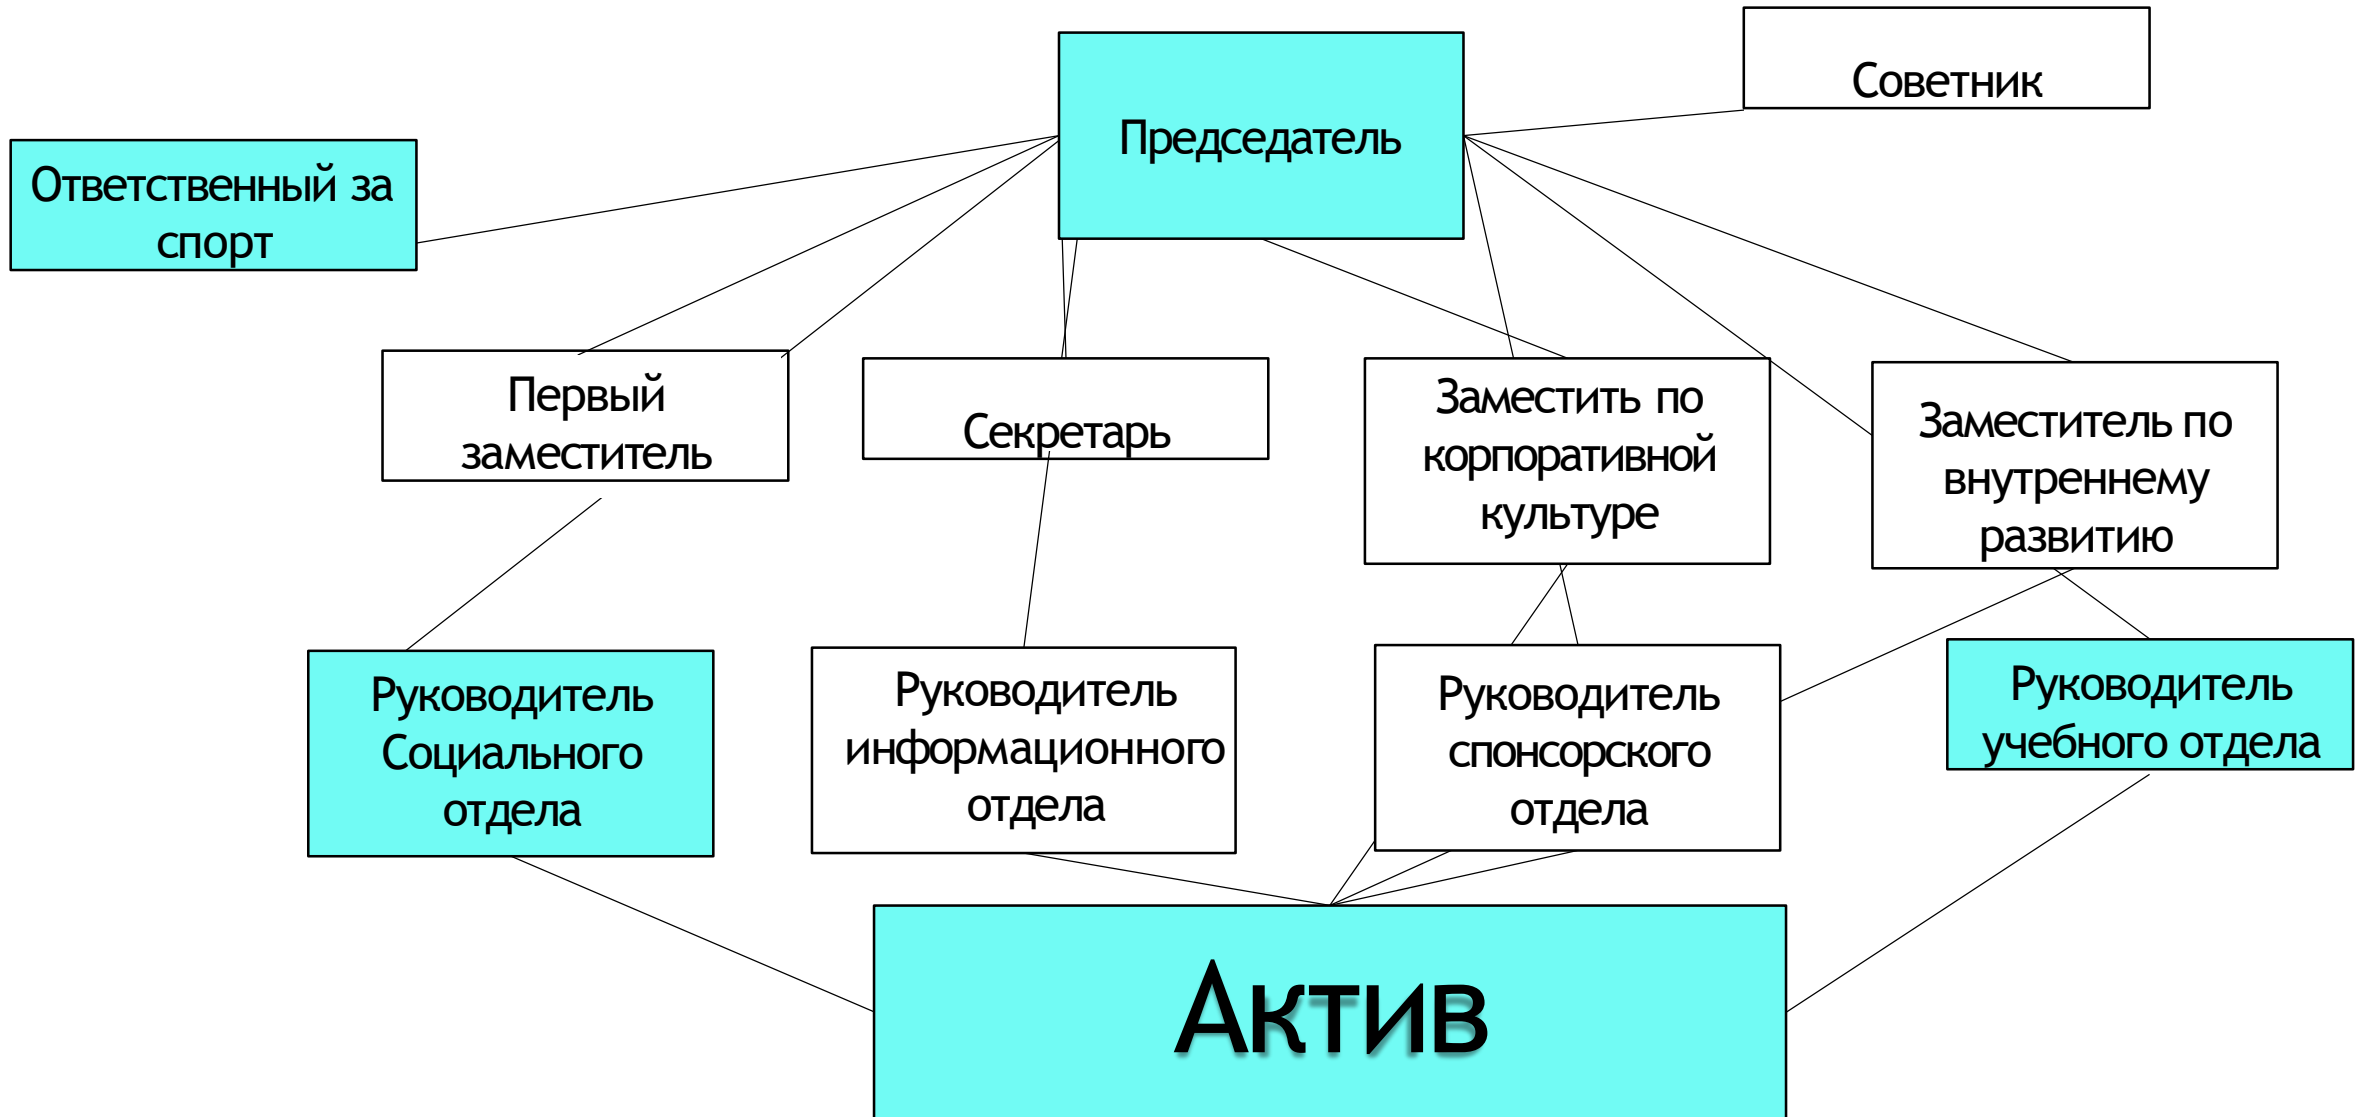 Советник
Председатель
Ответственный за
спорт
Первый
заместитель
Секретарь
Заместить по
корпоративной
культуре
Заместитель по
внутреннему
развитию
Руководитель
Социального
отдела
Руководитель
информационного
отдела
Руководитель
спонсорского
отдела
Руководитель
учебного отдела
Актив